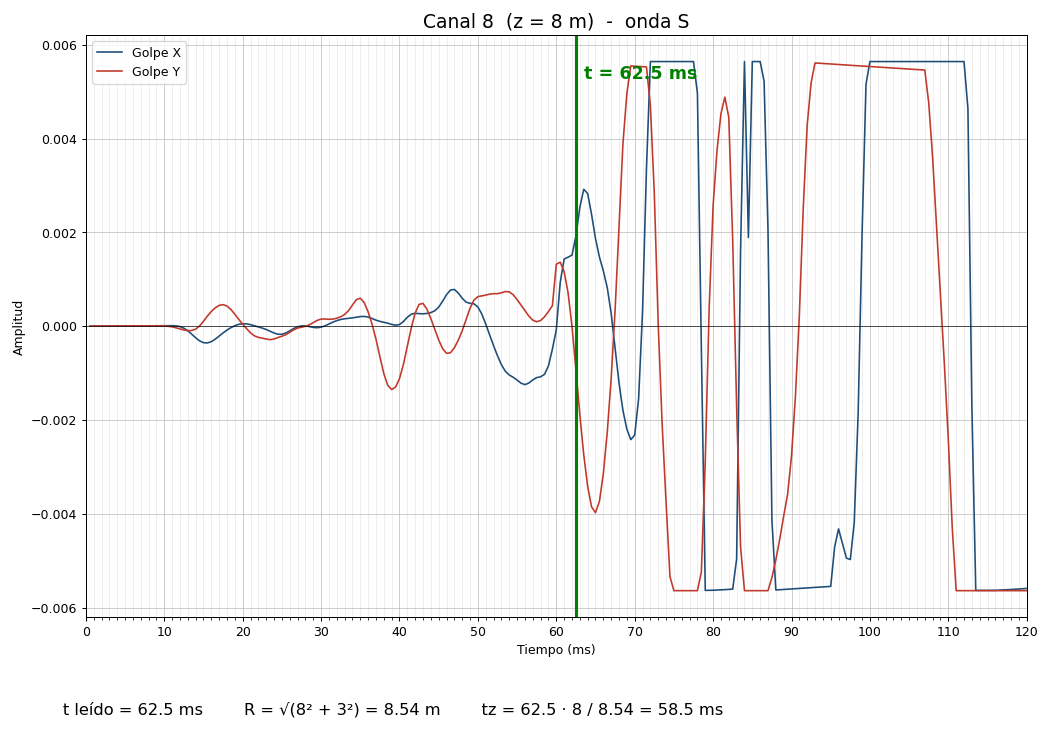 Canal 8 (z = 8 m) - onda S
Golpe X
Golpe Y
t = 62.5 ms
0.006
0.004
0.002
0.000
−0.002
−0.004
−0.006
Amplitud
0 10 20 30 40 50 60 70 80 90 100 110 120
Tiempo (ms)
t leído = 62.5 ms R = √(8² + 3²) = 8.54 m tz = 62.5 · 8 / 8.54 = 58.5 ms